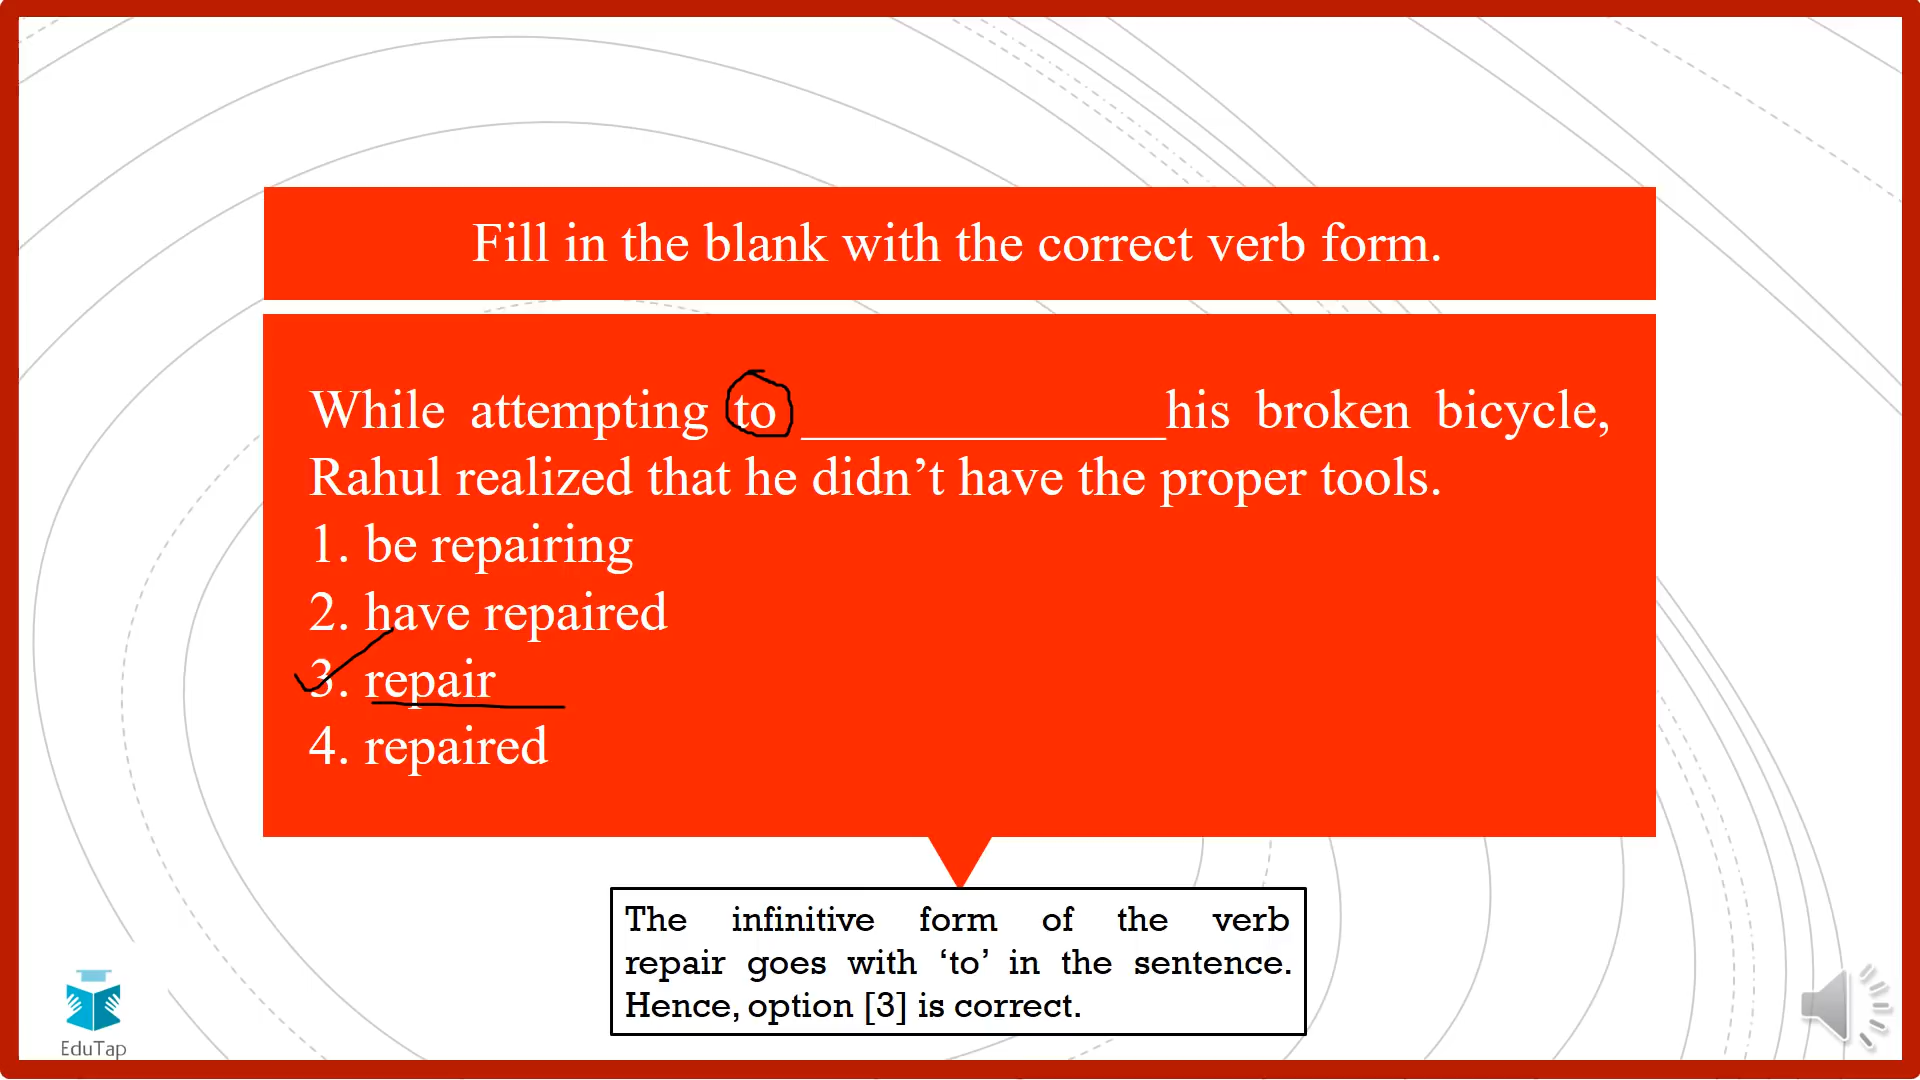 Fill in the blank with the correct verb form.
While attempting to ______________his broken bicycle,
Rahul realized that he didn’t have the proper tools.
1. be repairing
2. have repaired
3. repair
4. repaired
The infinitive form of the verb
repair goes with ‘to’ in the sentence.
Hence, option [3] is correct.
EduTap